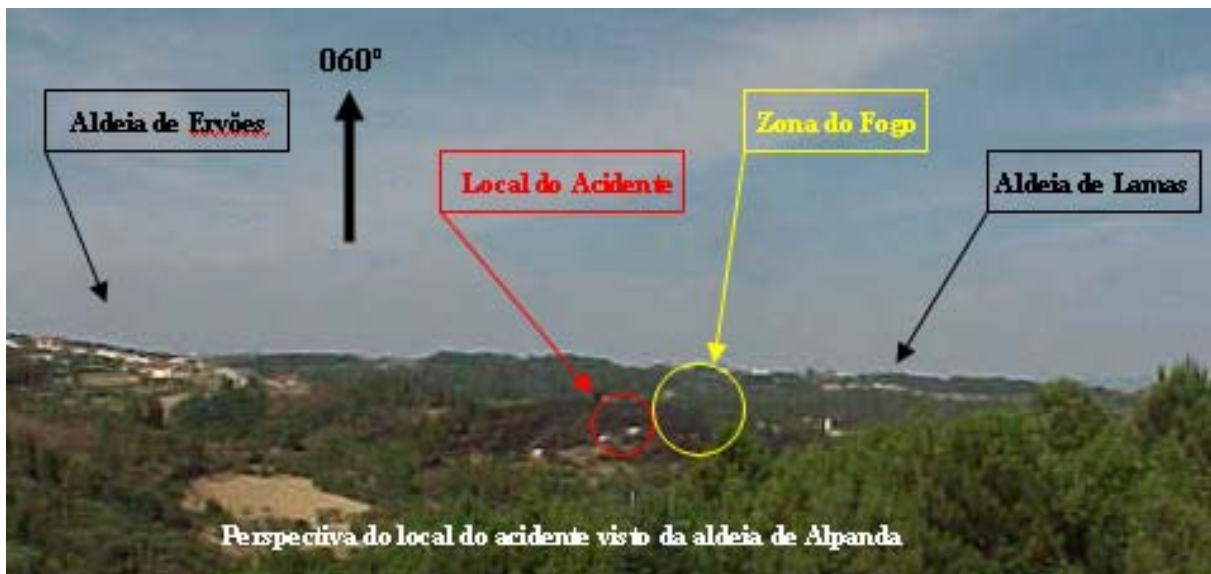 060º
Aldeia de Ervões
Zona do Fogo
Local do Acidente
Aldeia de Lamas
Perspectiva do local do acidente visto da aldeia de Alpanda